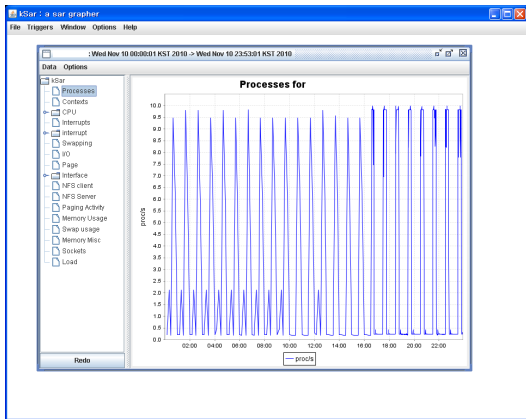 kSar : a sar grapher
File Triggers Window Options Help
: Wed Nov 10 00:00:01 KST 2010 -> Wed Nov 10 23:53:01 KST 2010
Data Options
kSar
Processes
Contexts
CPU
Interrupts
Interrupt
Swapping
I/O
Page
Interface
NFS client
NFS Server
Paging Activity
Memory Usage
Swap usage
Memory Misc
Sockets
Load
Redo
Processes for
proc/s
10.0
9.5
9.0
8.5
8.0
7.5
7.0
6.5
6.0
5.5
5.0
4.5
4.0
3.5
3.0
2.5
2.0
1.5
1.0
0.5
0.0
02:00 04:00 06:00 08:00 10:00 12:00 14:00 16:00 18:00 20:00 22:00
proc/s